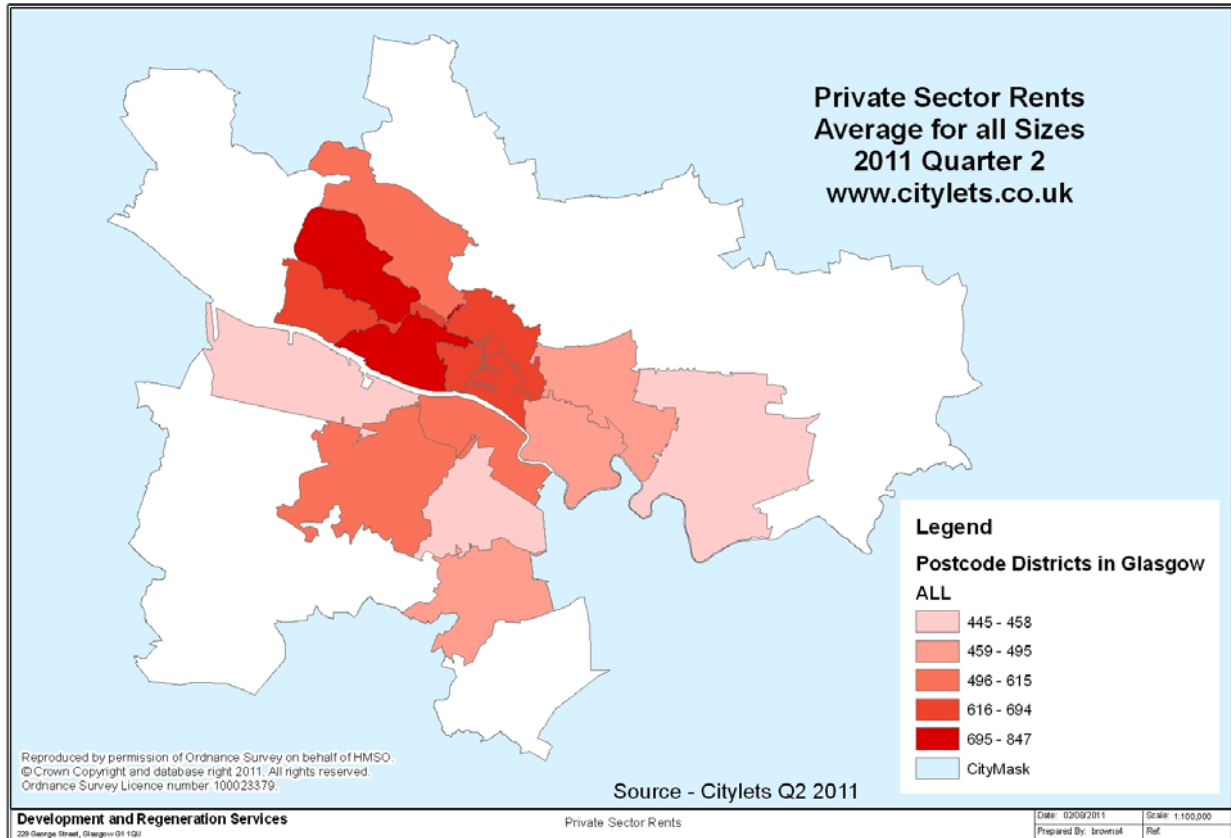 Private Sector Rents
Average for all Sizes
2011 Quarter 2
www.citylets.co.uk
Legend
Postcode Districts in Glasgow
ALL
445 - 458
459 - 495
496 - 615
616 - 694
695 - 847
CityMask
Reproduced by permission of Ordnance Survey on behalf of HMSO.
© Crown Copyright and database right 2011. All rights reserved.
Ordnance Survey Licence number 100023379.
Source - Citylets Q2 2011
Development and Regeneration Services
229 George Street, Glasgow G1 1QU
Private Sector Rents
Date: 02/08/2011
Scale: 1:100,000
Prepared By: browns4
Ref: